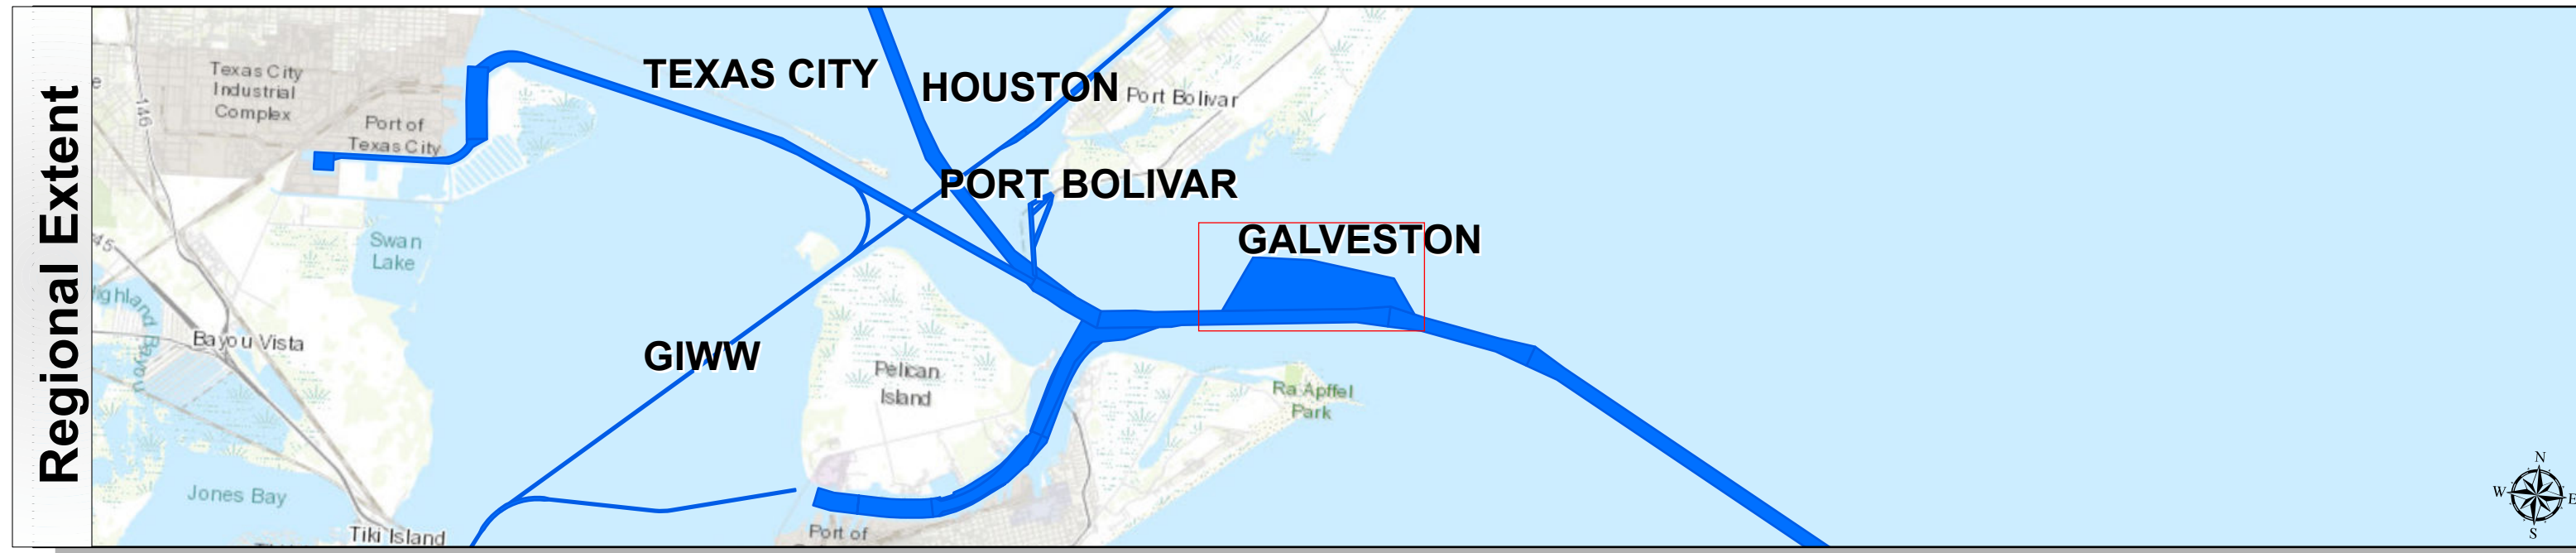 Regional Extent
Texas City
Industrial
Complex
146
Port of
Texas City
TEXAS CITY
HOUSTON
Port Bolivar
PORT BOLIVAR
GALVESTON
45
Swan
Lake
Bayou
Bayou Vista
GIWW
Pelican
Island
Ra Apffel
Park
Jones Bay
Tiki Island
Port of
N
W
E
S